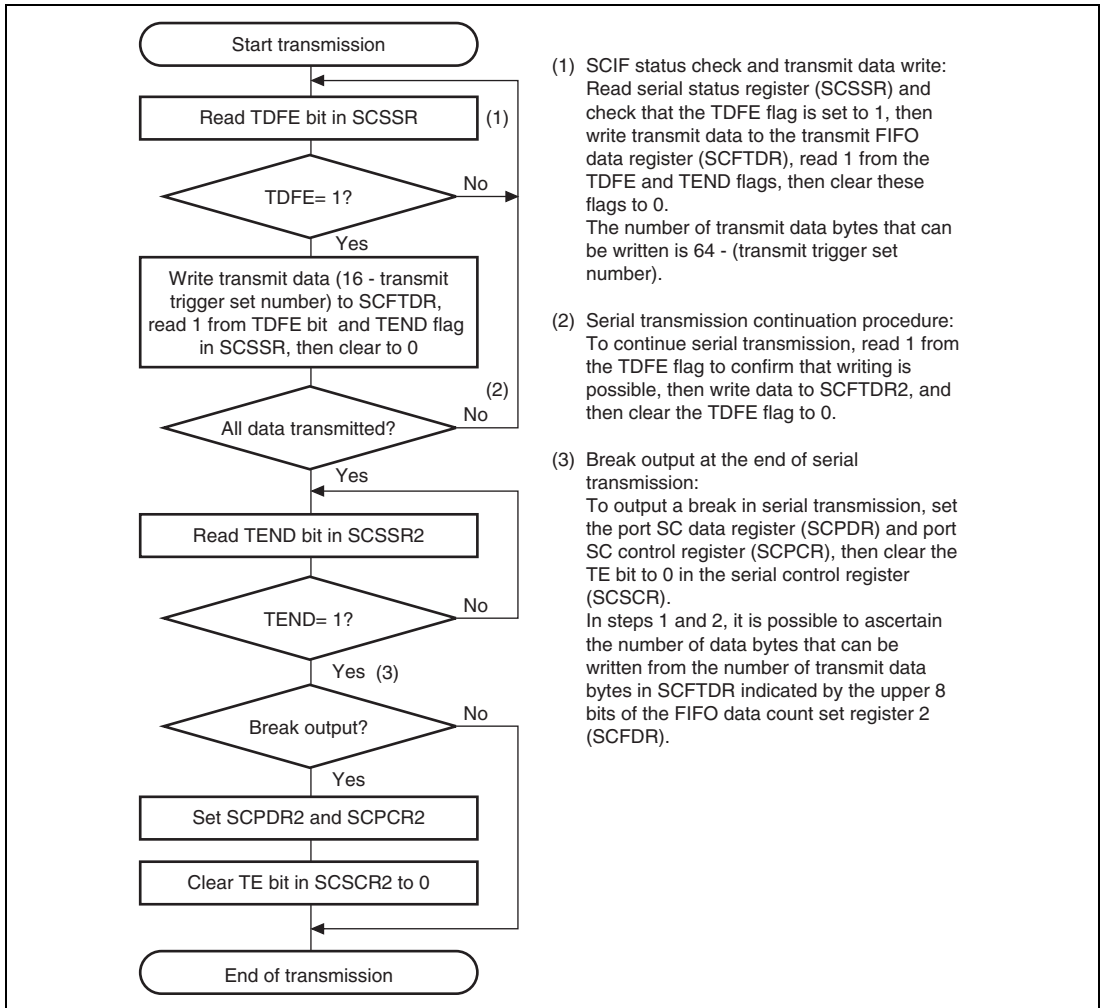 Start transmission
Read TDFE bit in SCSSR
(1)
TDFE= 1?
No
Yes
Write transmit data (16 - transmit
trigger set number) to SCFTDR,
read 1 from TDFE bit  and TEND flag
in SCSSR, then clear to 0
(2)
All data transmitted?
No
Yes
Read TEND bit in SCSSR2
TEND= 1?
No
Yes (3)
Break output?
No
Yes
Set SCPDR2 and SCPCR2
Clear TE bit in SCSCR2 to 0
End of transmission
(1) SCIF status check and transmit data write:
Read serial status register (SCSSR) and
check that the TDFE flag is set to 1, then
write transmit data to the transmit FIFO
data register (SCFTDR), read 1 from the
TDFE and TEND flags, then clear these
flags to 0.
The number of transmit data bytes that can
be written is 64 - (transmit trigger set
number).
(2) Serial transmission continuation procedure:
To continue serial transmission, read 1 from
the TDFE flag to confirm that writing is
possible, then write data to SCFTDR2, and
then clear the TDFE flag to 0.
(3) Break output at the end of serial
transmission:
To output a break in serial transmission, set
the port SC data register (SCPDR) and port
SC control register (SCPCR), then clear the
TE bit to 0 in the serial control register
(SCSCR).
In steps 1 and 2, it is possible to ascertain
the number of data bytes that can be
written from the number of transmit data
bytes in SCFTDR indicated by the upper 8
bits of the FIFO data count set register 2
(SCFDR).